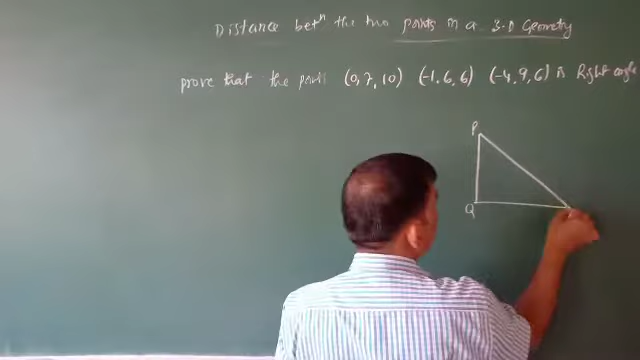 Distance betⁿ the two points in a 3-D Geometry
prove that the points (0,7,10) (-1,6,6) (-4,9,6) is Right angle
P
Q